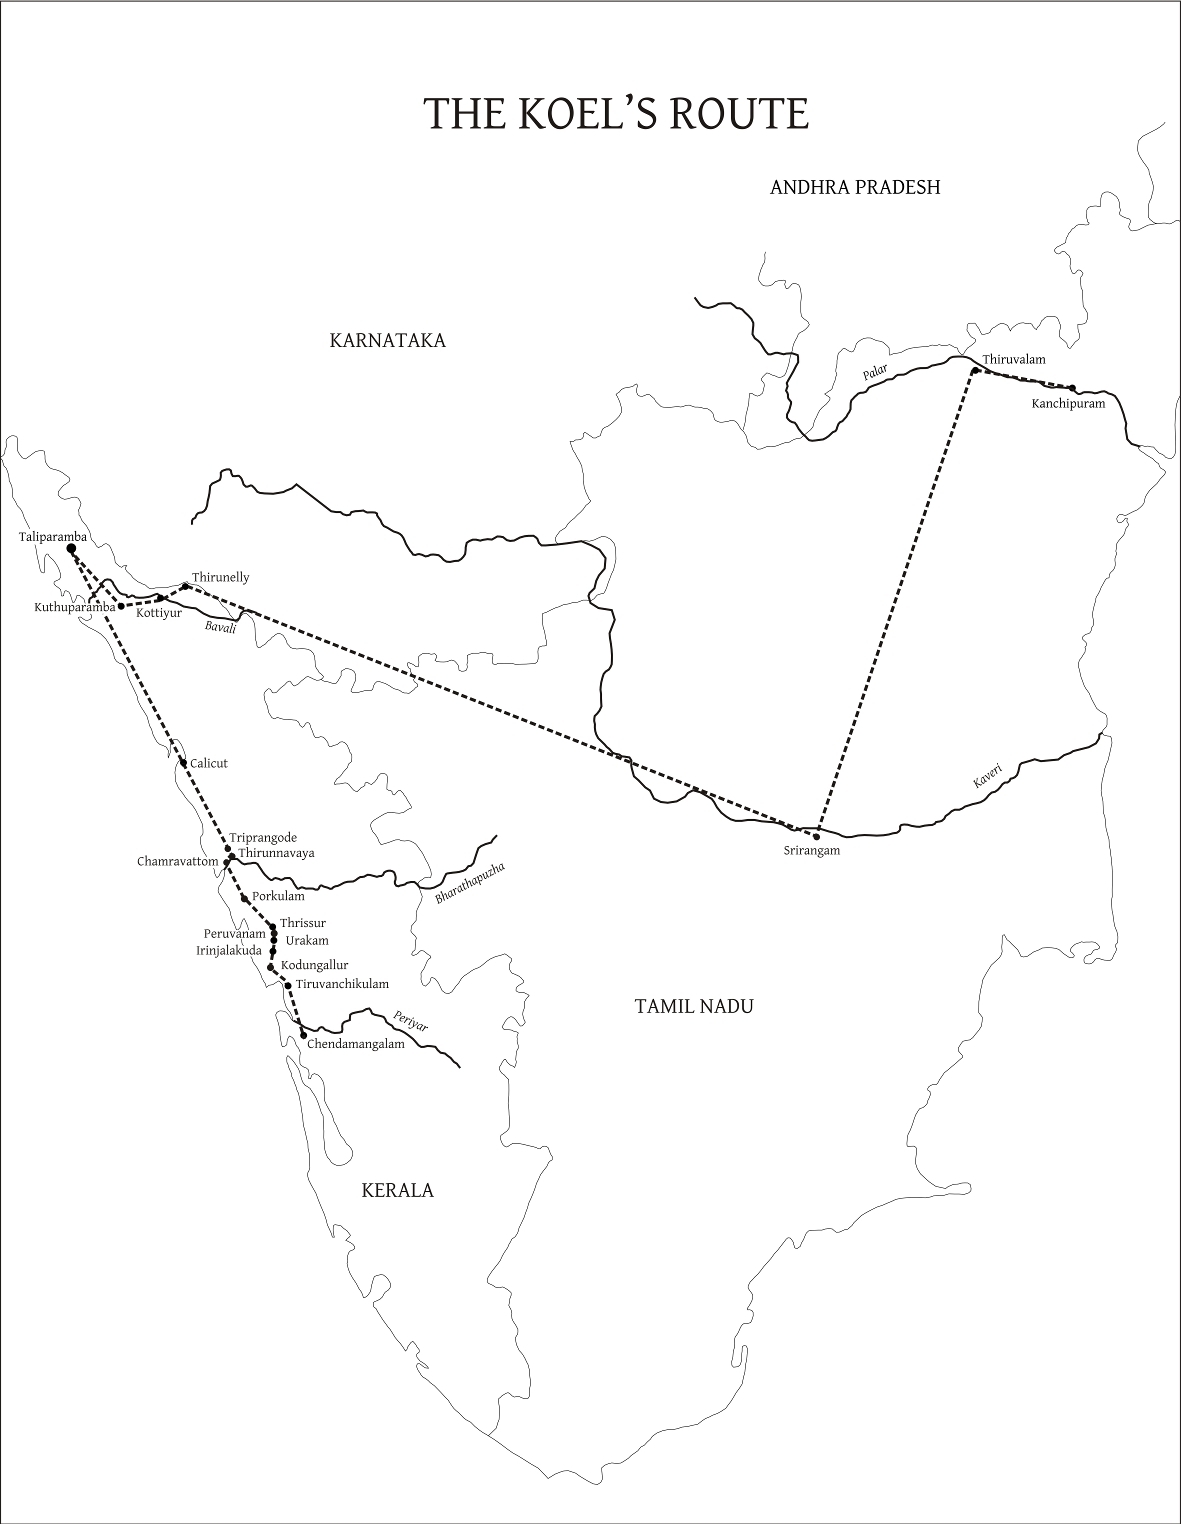 THE KOEL’S ROUTE
ANDHRA PRADESH
KARNATAKA
Thiruvalam
Palar
Kanchipuram
Taliparamba
Thirunelly
Kuthuparamba
Kottiyur
Bavali
Calicut
Kaveri
Triprangode
Thirunnavaya
Chamravattom
Srirangam
Bharathapuzha
Porkulam
Thrissur
Peruvanam
Urakam
Irinjalakuda
Kodungallur
Tiruvanchikulam
TAMIL NADU
Periyar
Chendamangalam
KERALA